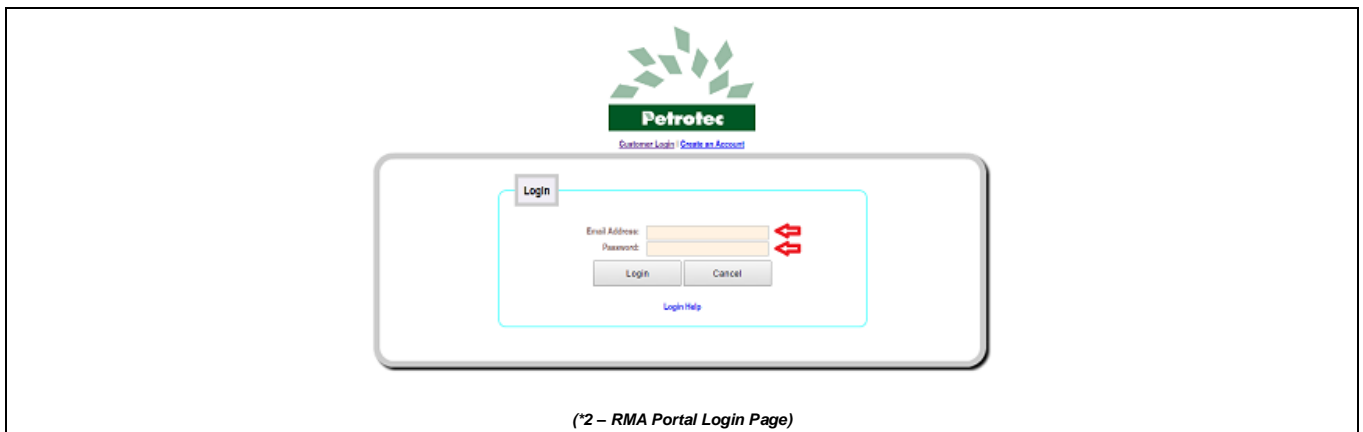 Petrotec
Customer Login | Create an Account
Login
Email Address:
Password:
Login Cancel
Login Help
(*2 – RMA Portal Login Page)